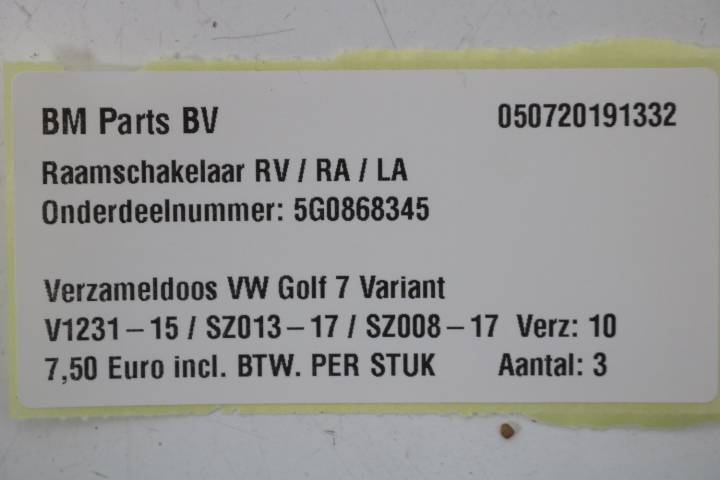 BM Parts BV 050720191332
Raamschakelaar RV / RA / LA
Onderdeelnummer: 5G0868345
Verzameldoos VW Golf 7 Variant
V1231-15 / SZ013-17 / SZ008-17 Verz: 10
7,50 Euro incl. BTW. PER STUK Aantal: 3